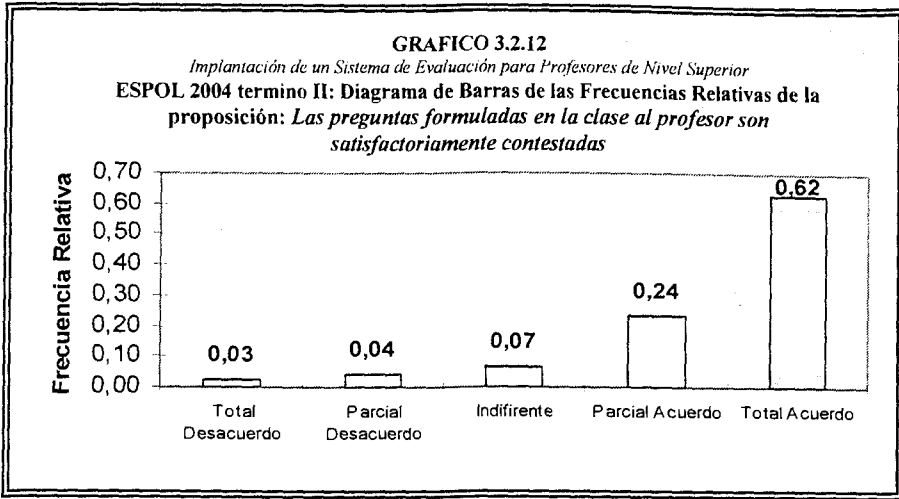 GRAFICO 3.2.12
Implantación de un Sistema de Evaluación para Profesores de Nivel Superior
ESPOL 2004 termino II: Diagrama de Barras de las Frecuencias Relativas de la
proposición: Las preguntas formuladas en la clase al profesor son
satisfactoriamente contestadas
Frecuencia Relativa
0,70
0,60
0,50
0,40
0,30
0,20
0,10
0,00
0,03
0,04
0,07
0,24
0,62
Total
Desacuerdo
Parcial
Desacuerdo
Indifirente
Parcial Acuerdo
Total Acuerdo